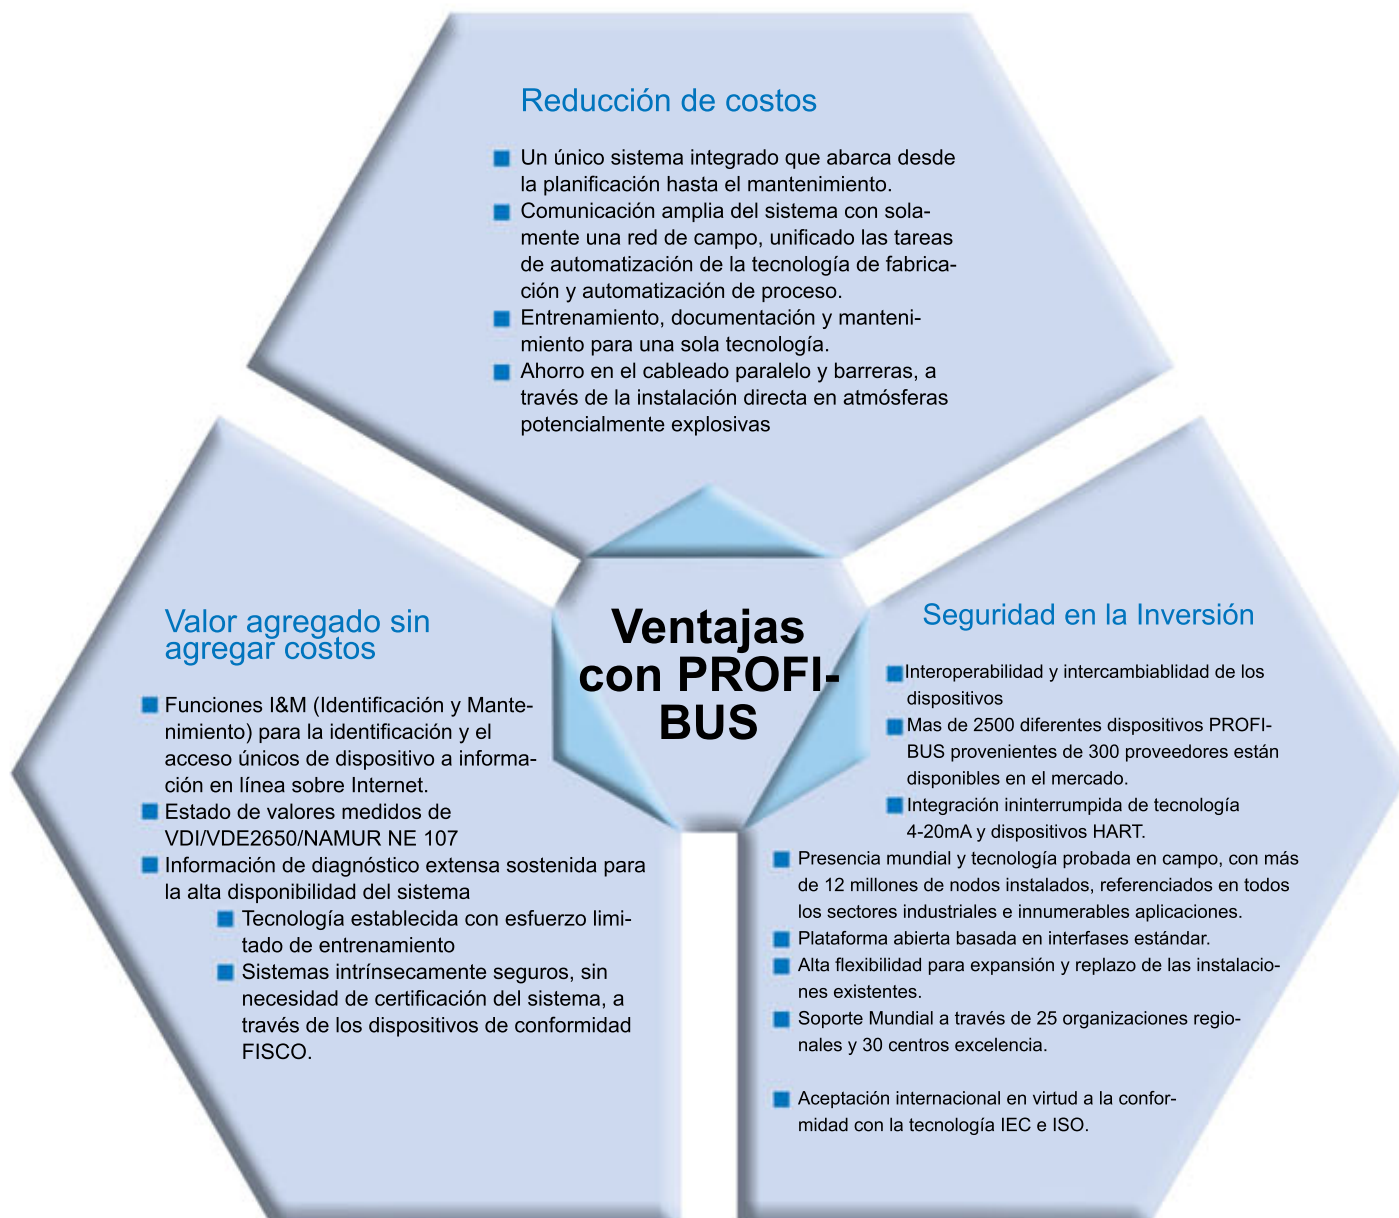 Reducción de costos
Un único sistema integrado que abarca desde
la planificación hasta el mantenimiento.
Comunicación amplia del sistema con sola-
mente una red de campo, unificado las tareas
de automatización de la tecnología de fabrica-
ción y automatización de proceso.
Entrenamiento, documentación y manteni-
miento para una sola tecnología.
Ahorro en el cableado paralelo y barreras, a
través de la instalación directa en atmósferas
potencialmente explosivas
Ventajas
con PROFI-
BUS
Valor agregado sin
agregar costos
Funciones I&M (Identificación y Mante-
nimiento) para la identificación y el
acceso únicos de dispositivo a informa-
ción en línea sobre Internet.
Estado de valores medidos de
VDI/VDE2650/NAMUR NE 107
Información de diagnóstico extensa sostenida para
la alta disponibilidad del sistema
Tecnología establecida con esfuerzo limi-
tado de entrenamiento
Sistemas intrínsecamente seguros, sin
necesidad de certificación del sistema, a
través de los dispositivos de conformidad
FISCO.
Seguridad en la Inversión
Interoperabilidad y intercambiablidad de los
dispositivos
Mas de 2500 diferentes dispositivos PROFI-
BUS provenientes de 300 proveedores están
disponibles en el mercado.
Integración ininterrumpida de tecnología
4-20mA y dispositivos HART.
Presencia mundial y tecnología probada en campo, con más
de 12 millones de nodos instalados, referenciados en todos
los sectores industriales e innumerables aplicaciones.
Plataforma abierta basada en interfases estándar.
Alta flexibilidad para expansión y replazo de las instalacio-
nes existentes.
Soporte Mundial a través de 25 organizaciones regio-
nales y 30 centros excelencia.
Aceptación internacional en virtud a la confor-
midad con la tecnología IEC e ISO.